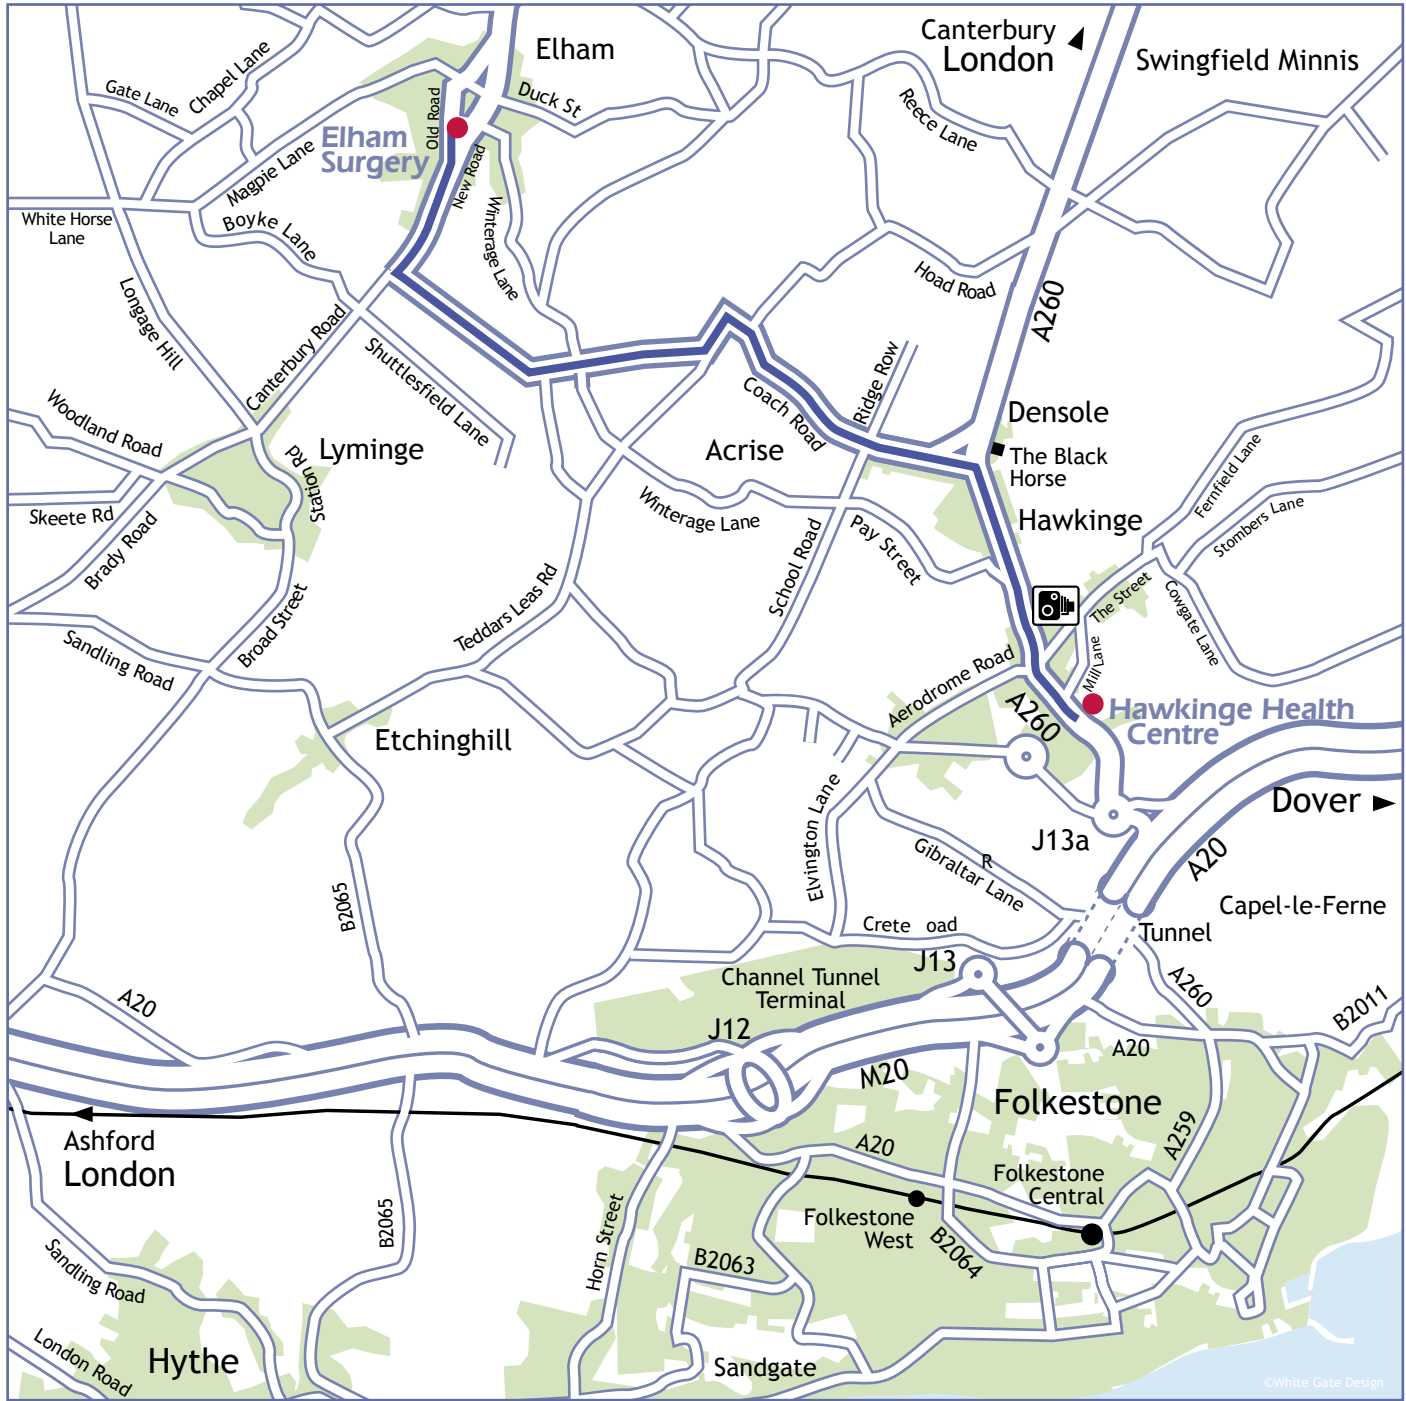 Canterbury
London
Swingfield Minnis
Elham
Gate Lane
Chapel Lane
Old Road
Duck St
Reece Lane
Elham
Surgery
Magpie Lane
New Road
Winterage Lane
White Horse
Lane
Boyke Lane
Hoad Road
A260
Longage Hill
Canterbury Road
Shuttlesfield Lane
Ridge Row
Coach Road
Woodland Road
Lyminge
Station Rd
Acrise
Densole
The Black
Horse
Fernfield Lane
Stombers Lane
Skeete Rd
Brady Road
Winterage Lane
Pay Street
School Road
Hawkinge
The Street
Cowgate Lane
Teddars Leas Rd
Broad Street
Sandling Road
Mill Lane
Aerodrome Road
A260
Hawkinge Health
Centre
Etchinghill
Dover
Elvington Lane
J13a
A20
R
Gibraltar Lane
B2065
Capel-le-Ferne
Crete oad
Tunnel
J13
Channel Tunnel
Terminal
A260
A20
B2011
J12
A20
M20
Folkestone
Ashford
London
A20
A259
Folkestone
Central
Folkestone
West
B2064
B2065
Horn Street
B2063
Sandling Road
London Road
Hythe
Sandgate
©White Gate Design